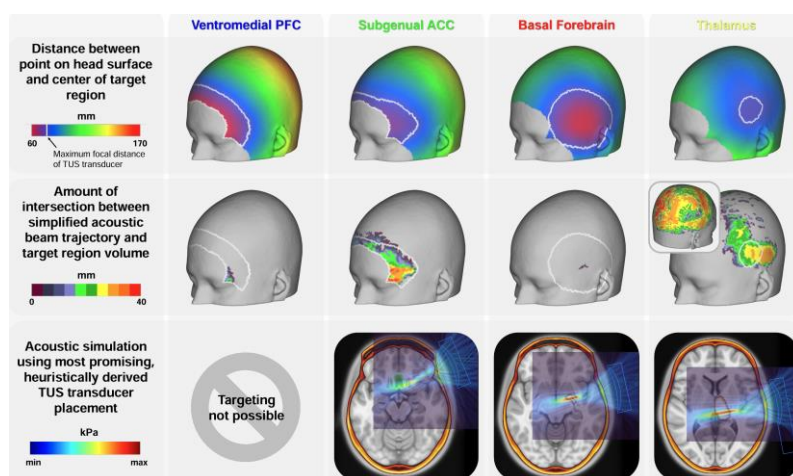 Ventromedial PFC
Subgenual ACC
Basal Forebrain
Thalamus
Distance between
point on head surface
and center of target
region
mm
60
170
Maximum focal distance
of TUS transducer
Amount of
intersection between
simplified acoustic
beam trajectory and
target region volume
mm
0
40
Acoustic simulation
using most promising,
heuristically derived
TUS transducer
placement
kPa
min
max
Targeting
not possible